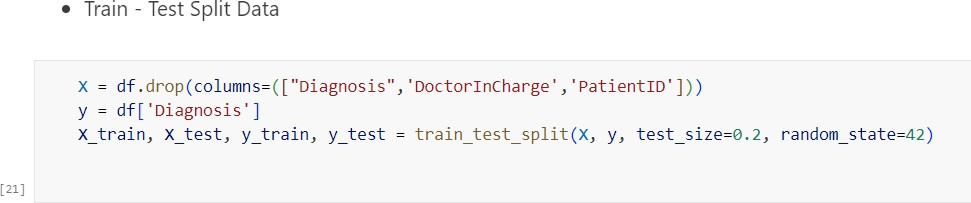 • Train - Test Split Data
X = df.drop(columns=(["Diagnosis",'DoctorInCharge','PatientID']))
y = df['Diagnosis']
X_train, X_test, y_train, y_test = train_test_split(X, y, test_size=0.2, random_state=42)
[21]